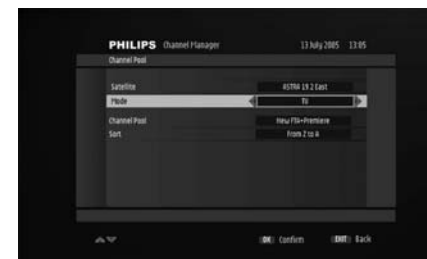 PHILIPS Channel Manager 13 July 2005 13:05
Channel Pool
Satellite ASTRA 19 2 East
Mode TV
Channel Pool New FTA+Premiere
Sort From Z to A
OK Confirm EXIT Back